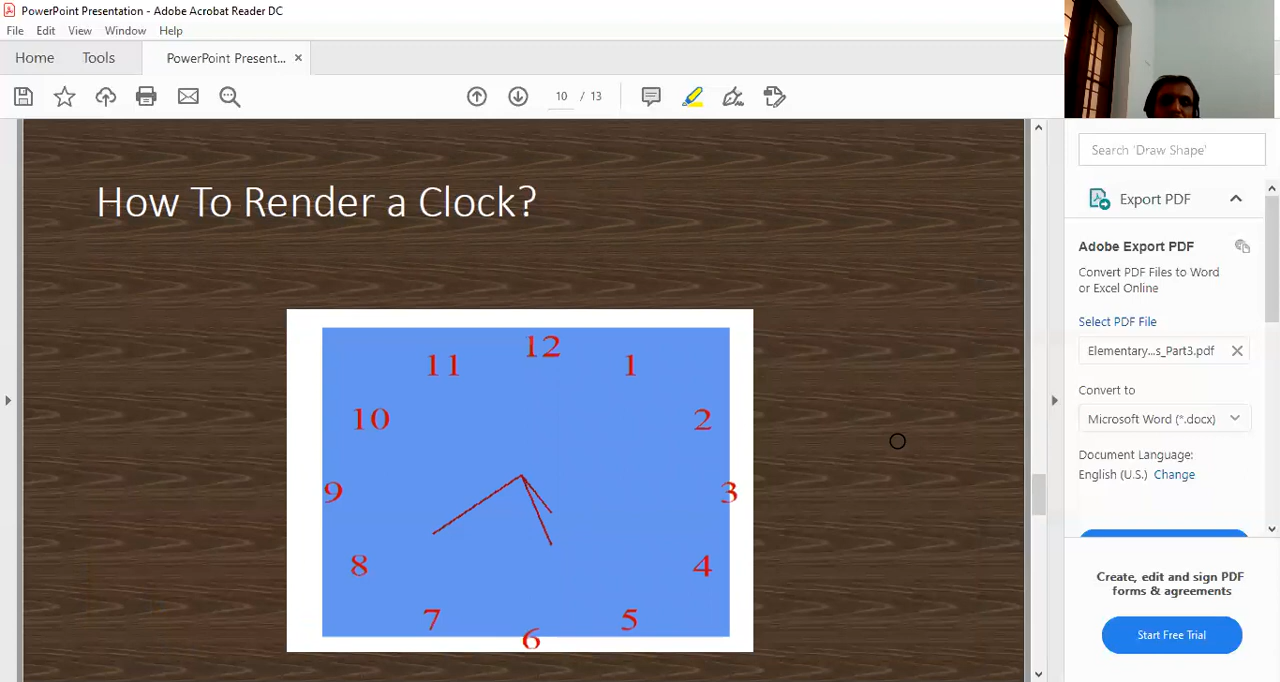 PowerPoint Presentation - Adobe Acrobat Reader DC
File Edit View Window Help
Home Tools PowerPoint Present... ×
10 / 13
Search 'Draw Shape'
Export PDF
Adobe Export PDF
Convert PDF Files to Word
or Excel Online
Select PDF File
Elementary...s_Part3.pdf
Convert to
Microsoft Word (*.docx)
Document Language:
English (U.S.) Change
Create, edit and sign PDF
forms & agreements
Start Free Trial
How To Render a Clock?
12
11 1
10 2
9 3
8 4
7 5
6